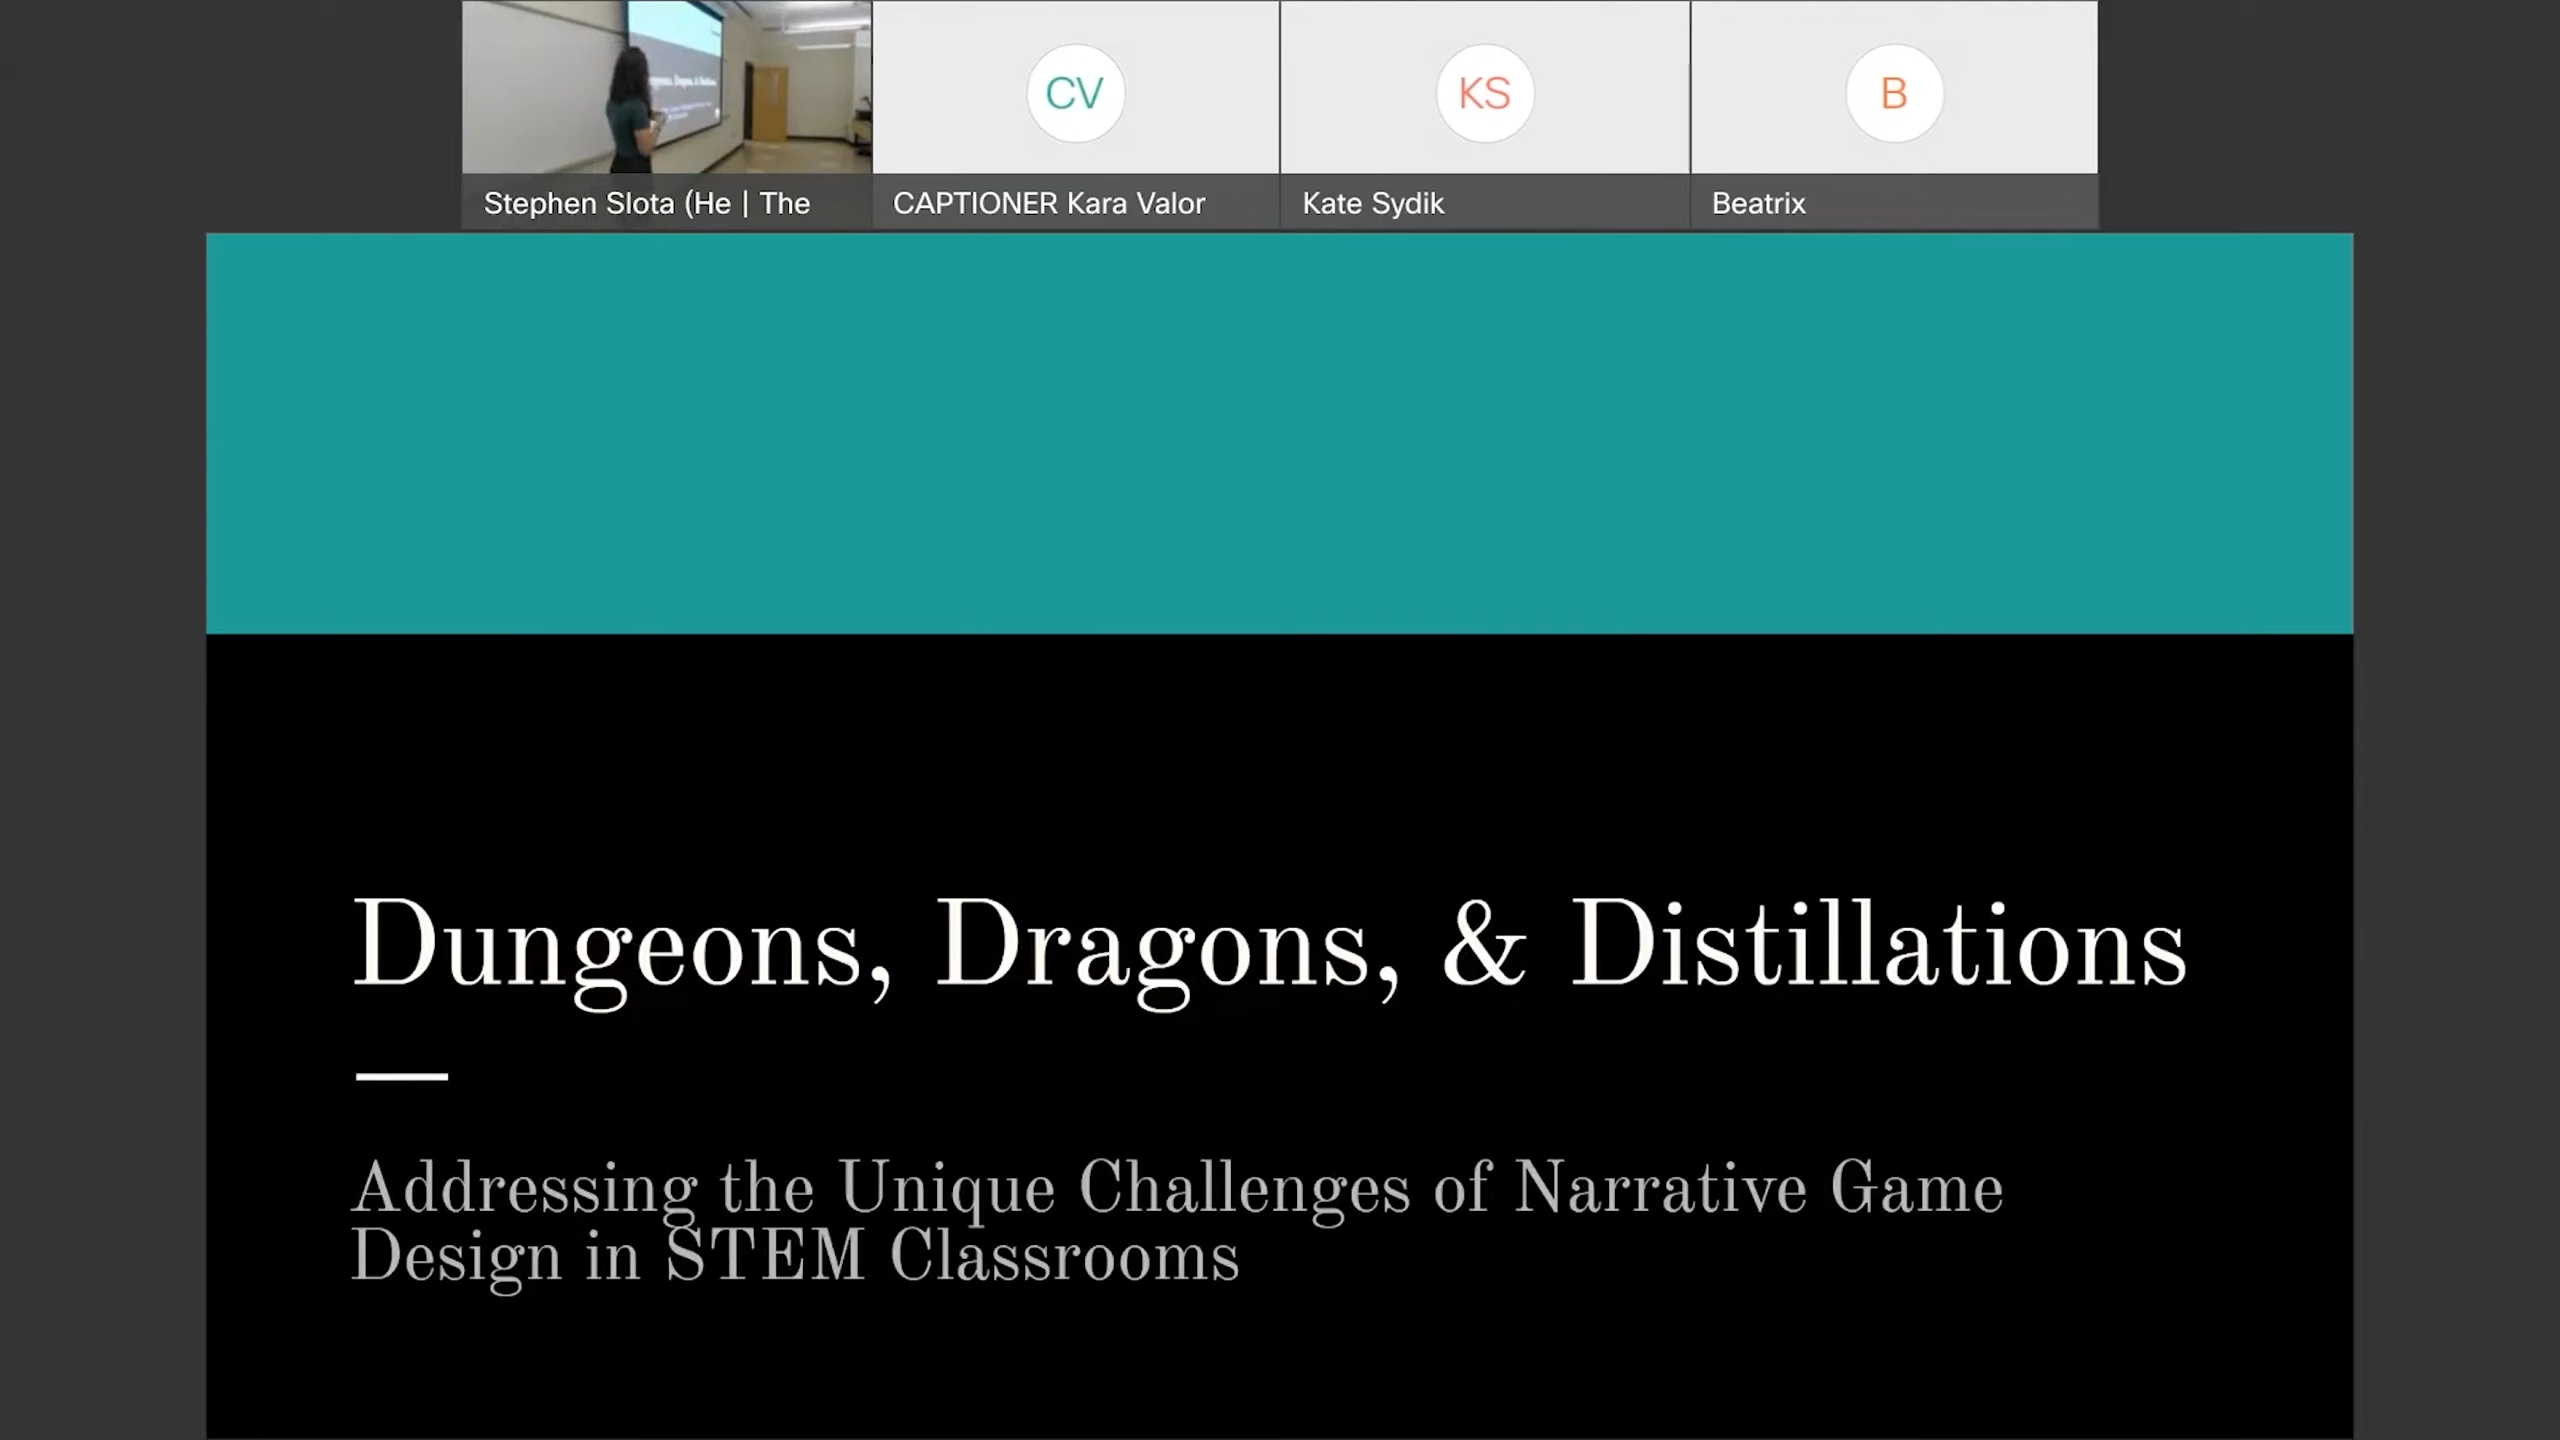 CV
KS
B
Stephen Slota (He | The
CAPTIONER Kara Valor
Kate Sydik
Beatrix
Dungeons, Dragons, & Distillations
Addressing the Unique Challenges of Narrative Game
Design in STEM Classrooms